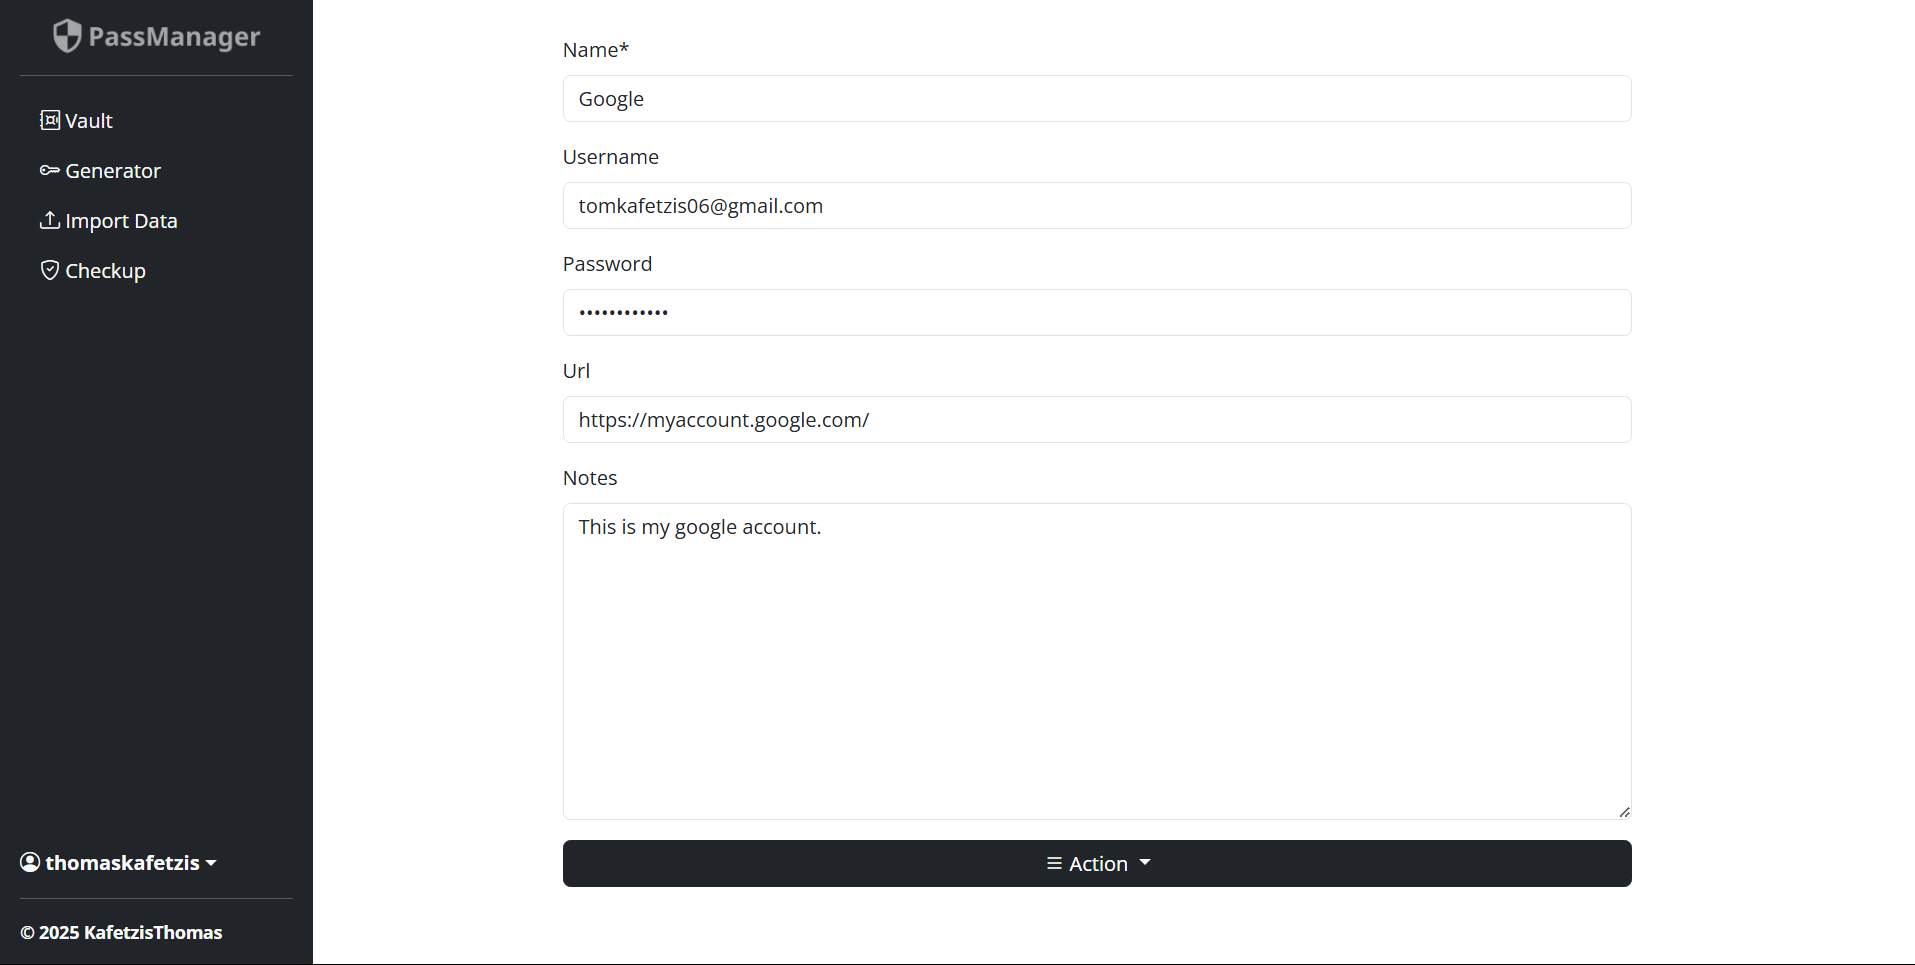 PassManager
Vault
Generator
Import Data
Checkup
thomaskafetzis
© 2025 KafetzisThomas
Name*
Google
Username
tomkafetzis06@gmail.com
Password
••••••••••••
Url
https://myaccount.google.com/
Notes
This is my google account.
Action